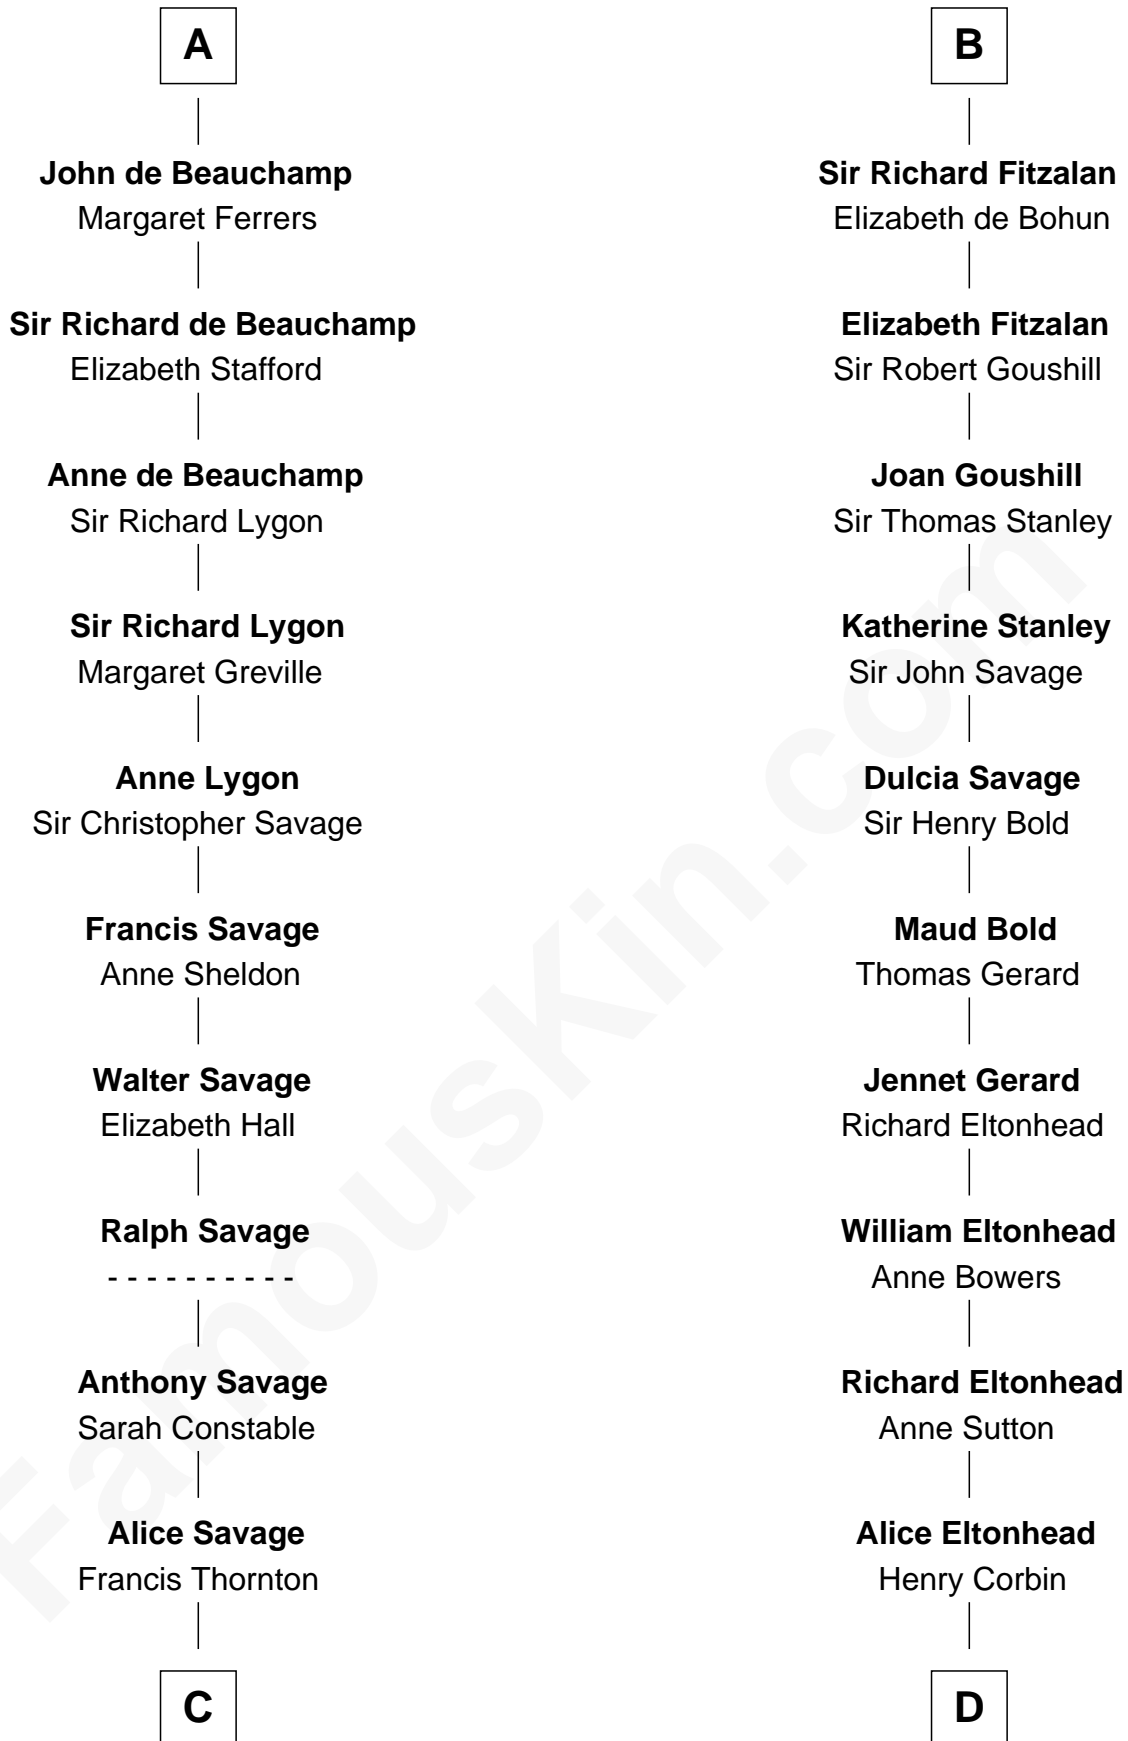 A
John de Beauchamp
Margaret Ferrers
Sir Richard de Beauchamp
Elizabeth Stafford
Anne de Beauchamp
Sir Richard Lygon
Sir Richard Lygon
Margaret Greville
Anne Lygon
Sir Christopher Savage
Francis Savage
Anne Sheldon
Walter Savage
Elizabeth Hall
Ralph Savage
- - - - - - - - - -
Anthony Savage
Sarah Constable
Alice Savage
Francis Thornton
C
B
Sir Richard Fitzalan
Elizabeth de Bohun
Elizabeth Fitzalan
Sir Robert Goushill
Joan Goushill
Sir Thomas Stanley
Katherine Stanley
Sir John Savage
Dulcia Savage
Sir Henry Bold
Maud Bold
Thomas Gerard
Jennet Gerard
Richard Eltonhead
William Eltonhead
Anne Bowers
Richard Eltonhead
Anne Sutton
Alice Eltonhead
Henry Corbin
D
FamousKin.com